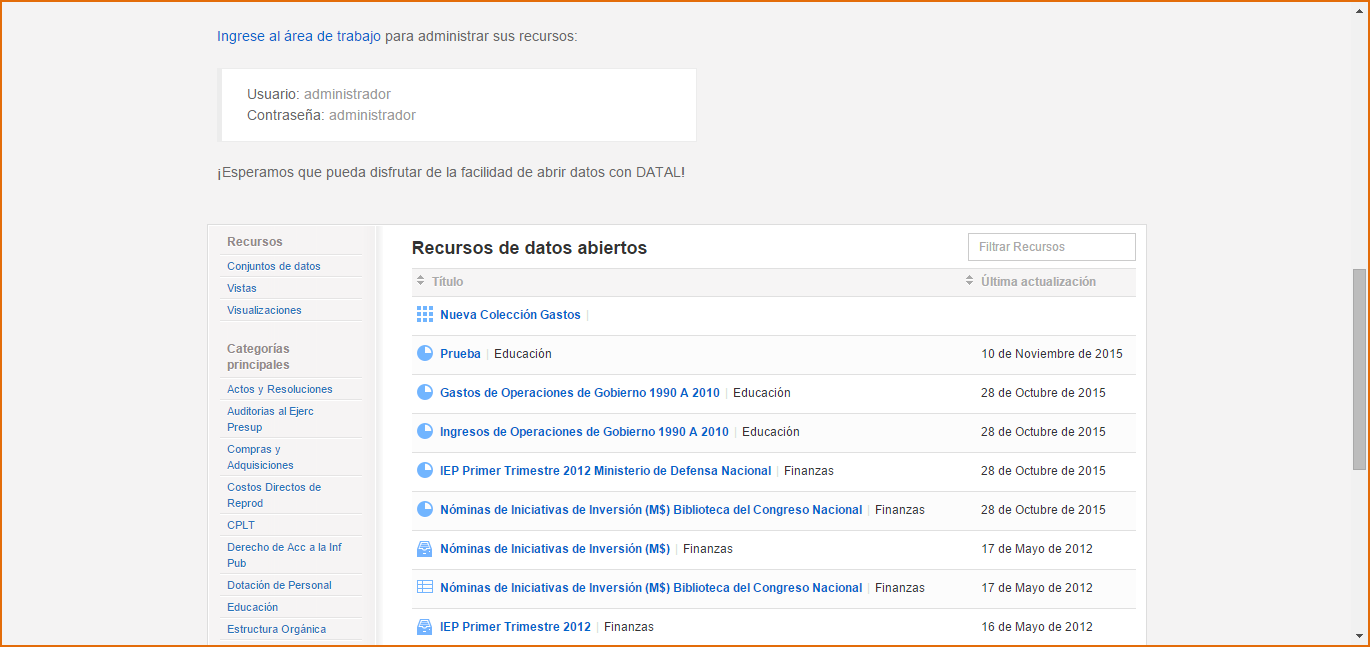 Ingrese al área de trabajo para administrar sus recursos:
Usuario: administrador
Contraseña: administrador
¡Esperamos que pueda disfrutar de la facilidad de abrir datos con DATAL!
Recursos
Conjuntos de datos
Vistas
Visualizaciones
Categorías
principales
Actos y Resoluciones
Auditorias al Ejerc
Presup
Compras y
Adquisiciones
Costos Directos de
Reprod
CPLT
Derecho de Acc a la Inf
Pub
Dotación de Personal
Educación
Estructura Orgánica
Recursos de datos abiertos
Filtrar Recursos
Título Última actualización
Nueva Colección Gastos |
Prueba | Educación 10 de Noviembre de 2015
Gastos de Operaciones de Gobierno 1990 A 2010 | Educación 28 de Octubre de 2015
Ingresos de Operaciones de Gobierno 1990 A 2010 | Educación 28 de Octubre de 2015
IEP Primer Trimestre 2012 Ministerio de Defensa Nacional | Finanzas 28 de Octubre de 2015
Nóminas de Iniciativas de Inversión (M$) Biblioteca del Congreso Nacional | Finanzas 28 de Octubre de 2015
Nóminas de Iniciativas de Inversión (M$) | Finanzas 17 de Mayo de 2012
Nóminas de Iniciativas de Inversión (M$) Biblioteca del Congreso Nacional | Finanzas 17 de Mayo de 2012
IEP Primer Trimestre 2012 | Finanzas 16 de Mayo de 2012